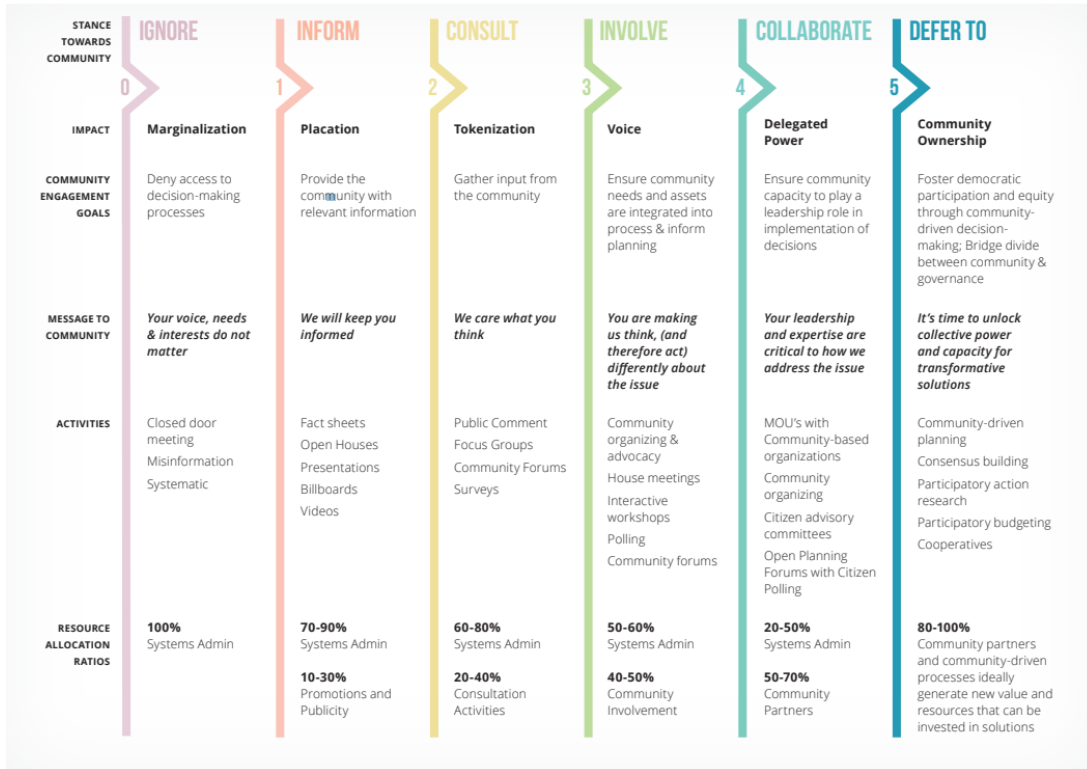 STANCE
TOWARDS
COMMUNITY
IGNORE
INFORM
CONSULT
INVOLVE
COLLABORATE
DEFER TO
0
1
2
3
4
5
IMPACT
Marginalization
Placation
Tokenization
Voice
Delegated
Power
Community
Ownership
COMMUNITY
ENGAGEMENT
GOALS
Deny access to
decision-making
processes
Provide the
community with
relevant information
Gather input from
the community
Ensure community
needs and assets
are integrated into
process & inform
planning
Ensure community
capacity to play a
leadership role in
implementation of
decisions
Foster democratic
participation and equity
through community-
driven decision-
making; Bridge divide
between community &
governance
MESSAGE TO
COMMUNITY
Your voice, needs
& interests do not
matter
We will keep you
informed
We care what you
think
You are making
us think, (and
therefore act)
differently about
the issue
Your leadership
and expertise are
critical to how we
address the issue
It's time to unlock
collective power
and capacity for
transformative
solutions
ACTIVITIES
Closed door
meeting
Misinformation
Systematic
Fact sheets
Open Houses
Presentations
Billboards
Videos
Public Comment
Focus Groups
Community Forums
Surveys
Community
organizing &
advocacy
House meetings
Interactive
workshops
Polling
Community forums
MOU's with
Community-based
organizations
Community
organizing
Citizen advisory
committees
Open Planning
Forums with Citizen
Polling
Community-driven
planning
Consensus building
Participatory action
research
Participatory budgeting
Cooperatives
RESOURCE
ALLOCATION
RATIOS
100%
Systems Admin
70-90%
Systems Admin
10-30%
Promotions and
Publicity
60-80%
Systems Admin
20-40%
Consultation
Activities
50-60%
Systems Admin
40-50%
Community
Involvement
20-50%
Systems Admin
50-70%
Community
Partners
80-100%
Community partners
and community-driven
processes ideally
generate new value and
resources that can be
invested in solutions